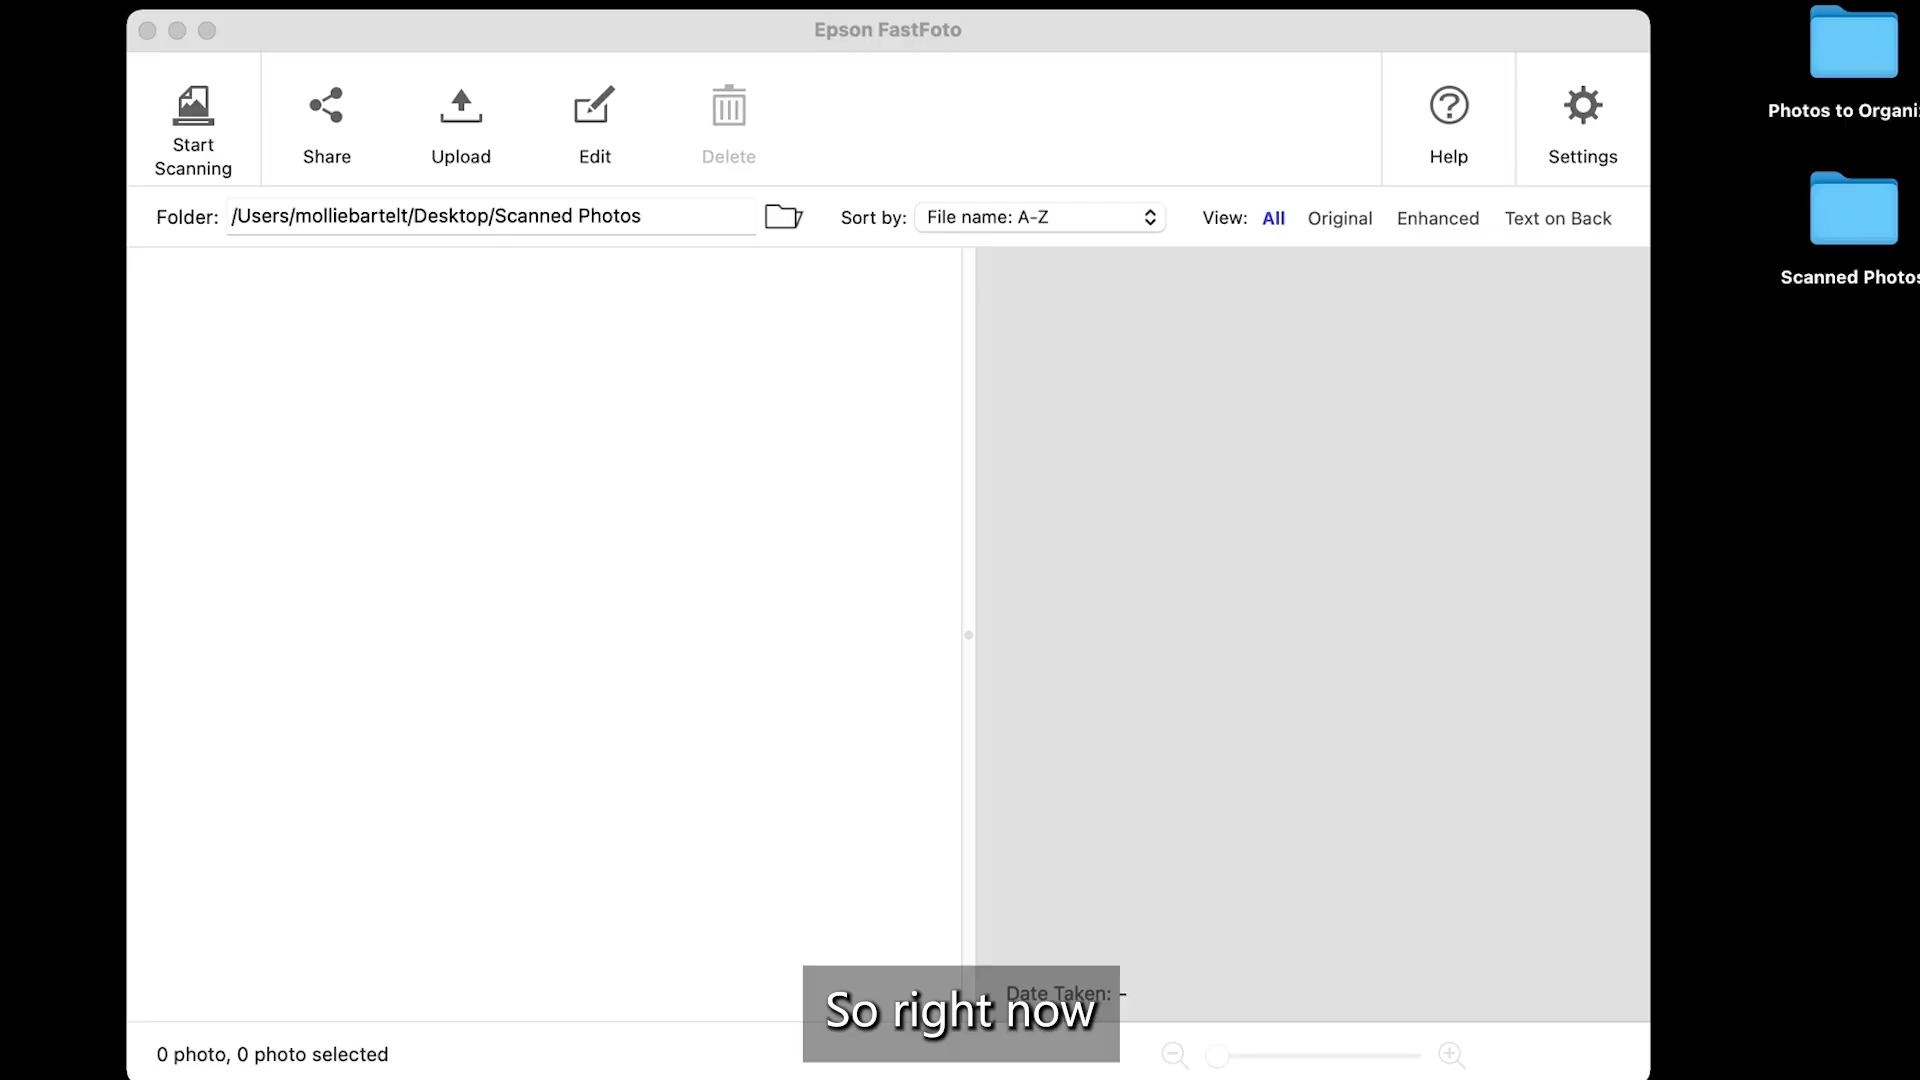 Epson FastFoto
Start
Scanning
Share
Upload
Edit
Delete
Help
Settings
Photos to Organi
Folder: /Users/molliebartelt/Desktop/Scanned Photos
Sort by: File name: A-Z
View: All Original Enhanced Text on Back
Scanned Photos
Date Taken: -
So right now
0 photo, 0 photo selected